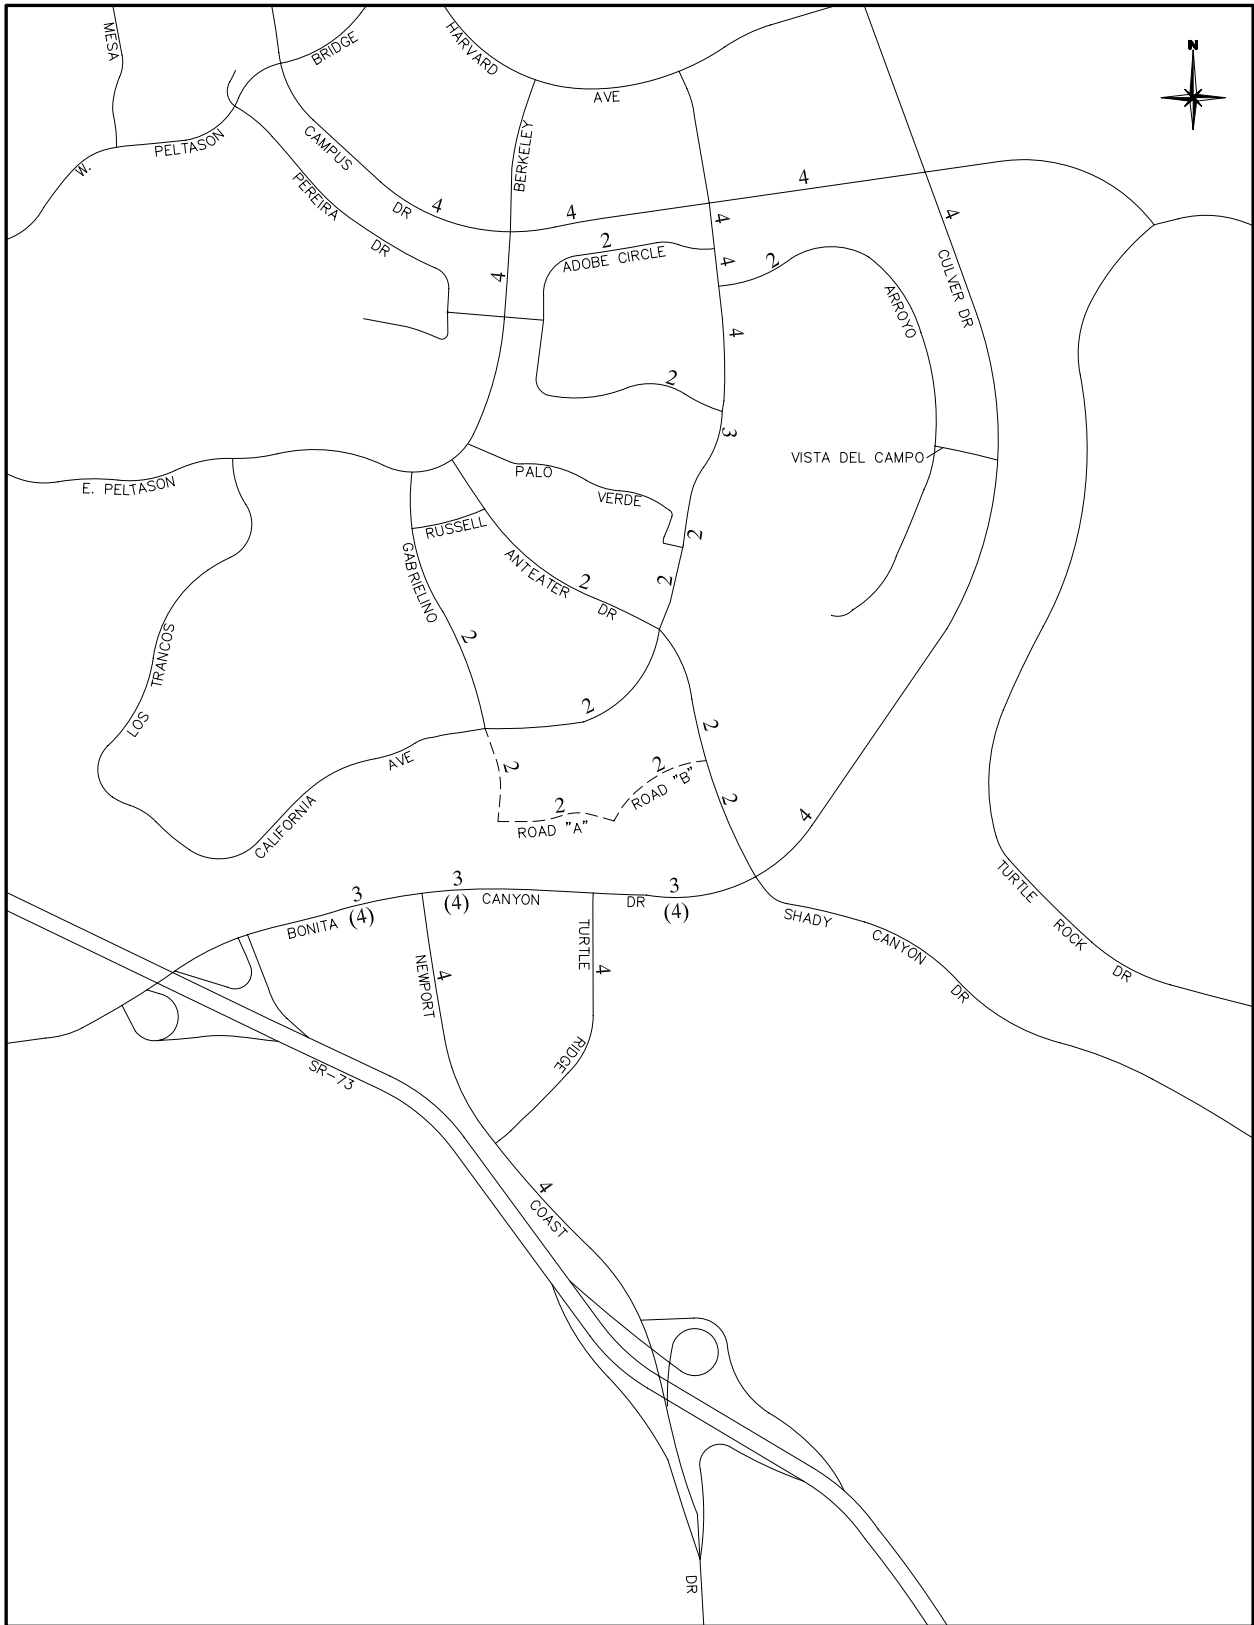 MESA
BRIDGE
HARVARD
AVE
N
W.
PELTASON
CAMPUS
DR
BERKELEY
PEREIRA
DR
4
4
4
4
4
CULVER DR
2
ADOBE CIRCLE
4
2
ARROYO
4
4
2
3
VISTA DEL CAMPO
E. PELTASON
PALO
VERDE
RUSSELL
GABRIELINO
ANTEATER
DR
2
2
2
2
LOS
TRANCOS
2
2
CALIFORNIA
AVE
2
2
ROAD "A"
2
ROAD "B"
2
4
3
(4)
3
(4)
3
(4)
BONITA
CANYON
DR
TURTLE
ROCK
DR
SHADY
CANYON
DR
NEWPORT
4
TURTLE
4
RIDGE
SR-73
4
COAST
DR